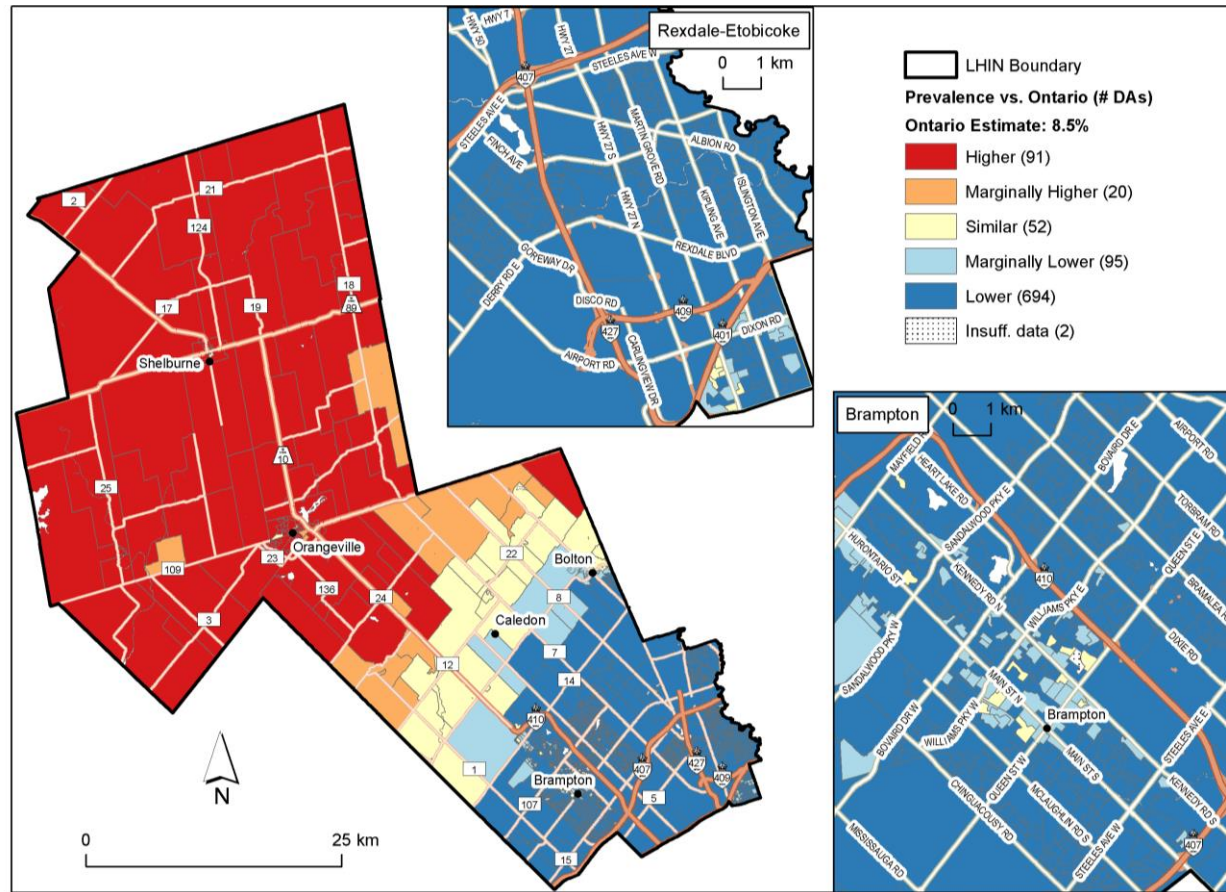 Rexdale-Etobicoke
0 1 km
HWY 50
HWY 7
HWY 27
STEELES AVE W
407
STEELES AVE E
FINCH AVE
HWY 27 S
MARTIN GROVE RD
ALBION RD
KIPLING AVE
ISLINGTON AVE
HWY 27 N
REXDALE BLVD
GOREWAY DR
DERRY RD E
DISCO RD
409
427
401
DIXON RD
AIRPORT RD
CARLINGVIEW DR
LHIN Boundary
Prevalence vs. Ontario (# DAs)
Ontario Estimate: 8.5%
Higher (91)
Marginally Higher (20)
Similar (52)
Marginally Lower (95)
Lower (694)
Insuff. data (2)
2
21
124
18
17
19
89
Shelburne
10
25
Orangeville
109
23
22
Bolton
136
24
8
3
Caledon
12
7
14
410
1
407
427
409
Brampton
107
5
15
N
0 25 km
Brampton
0 1 km
MAYFIELD
HEART LAKE RD
BOVAIRD DR E
AIRPORT RD
SANDALWOOD PKY E
TORBRAM RD
HURONTARIO ST
QUEEN ST E
KENNEDY RD N
410
BRAMALEA
WILLIAMS PKY E
DIXIE RD
SANDALWOOD PKY W
MAIN ST N
BOVAIRD DR W
WILLIAMS PKY W
Brampton
STEELES AVE E
QUEEN ST W
MAIN ST S
KENNEDY RD S
CHINGUACOUSY RD
MCLAUGHLIN RD S
MISSISSAUGA RD
STEELES AVE W
407